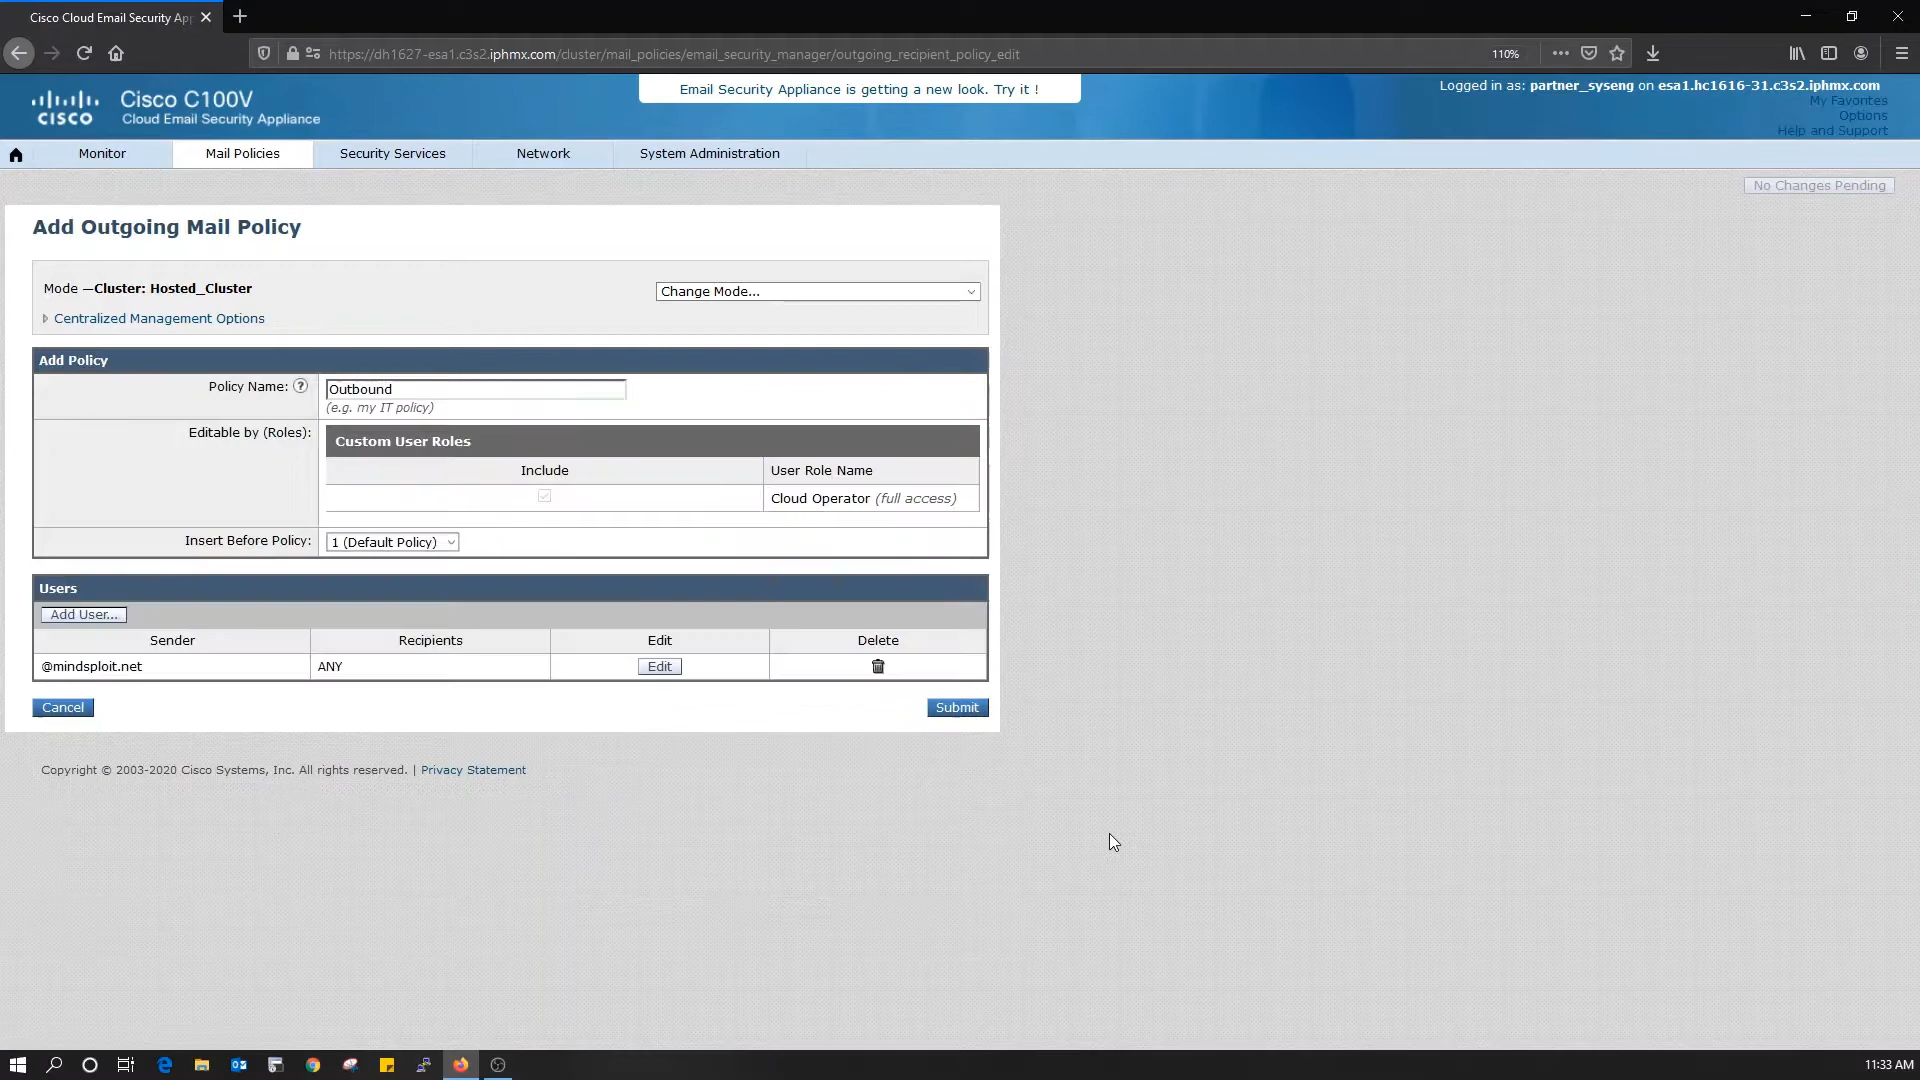 Cisco Cloud Email Security App
https://dh1627-esa1.c3s2.iphmx.com/cluster/mail_policies/email_security_manager/outgoing_recipient_policy_edit
110%
Email Security Appliance is getting a new look. Try it !
Logged in as: partner_syseng on esa1.hc1616-31.c3s2.iphmx.com
My Favorites
Options
Help and Support
CISCO
Cisco C100V
Cloud Email Security Appliance
Monitor
Mail Policies
Security Services
Network
System Administration
No Changes Pending
Add Outgoing Mail Policy
Mode —Cluster: Hosted_Cluster
Change Mode...
Centralized Management Options
Add Policy
Policy Name: ?
Outbound
(e.g. my IT policy)
Editable by (Roles):
Custom User Roles
Include
User Role Name
Cloud Operator (full access)
Insert Before Policy:
1 (Default Policy)
Users
Add User...
Sender
Recipients
Edit
Delete
@mindsploit.net
ANY
Edit
Cancel
Submit
Copyright © 2003-2020 Cisco Systems, Inc. All rights reserved. | Privacy Statement
11:33 AM